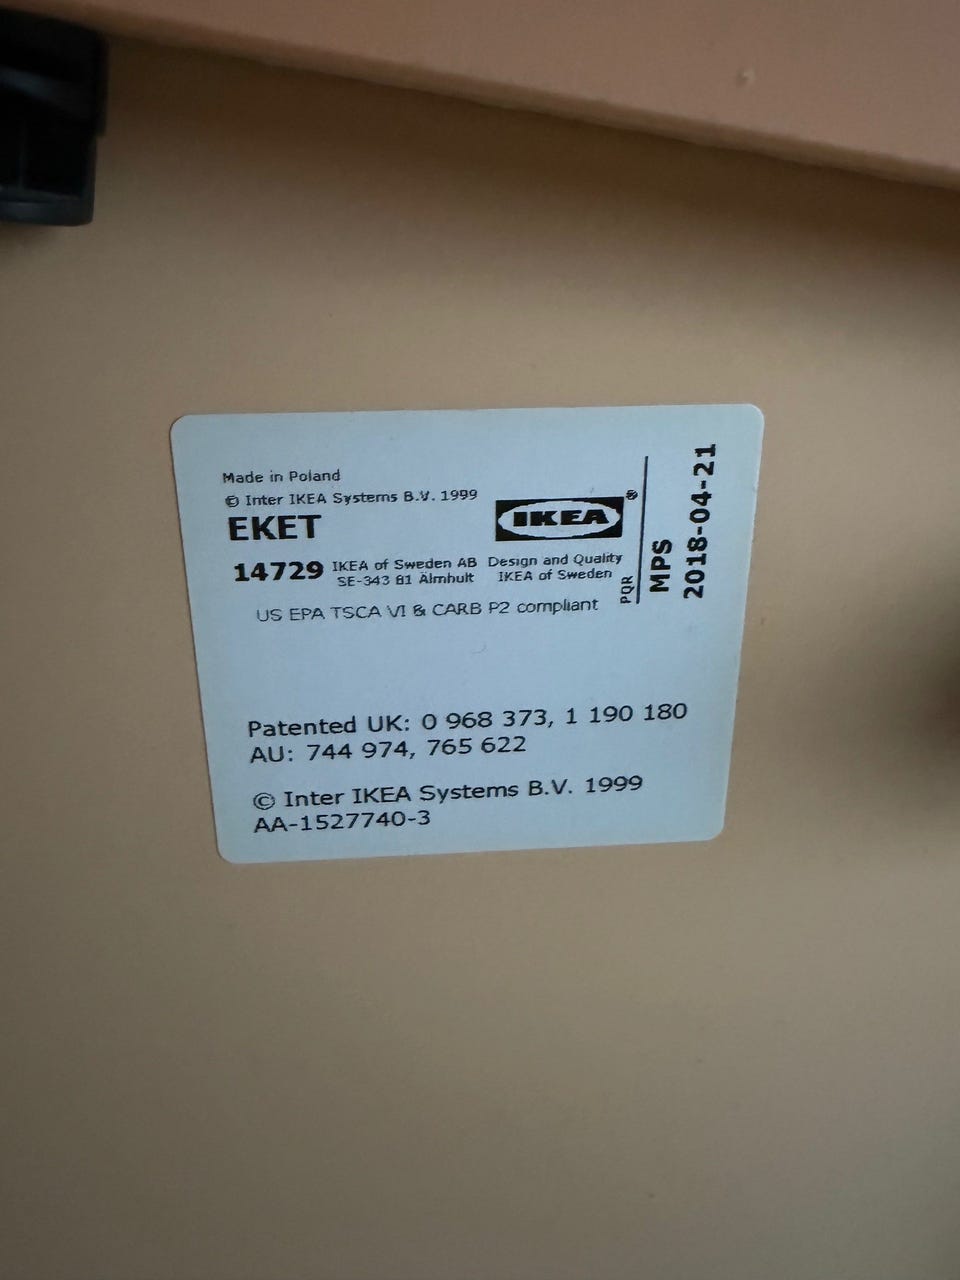 Made in Poland
© Inter IKEA Systems B.V. 1999
EKET
IKEA®
14729 IKEA of Sweden AB Design and Quality
SE-343 81 Älmhult IKEA of Sweden
US EPA TSCA VI & CARB P2 compliant
PQR
MPS
2018-04-21
Patented UK: 0 968 373, 1 190 180
AU: 744 974, 765 622
© Inter IKEA Systems B.V. 1999
AA-1527740-3